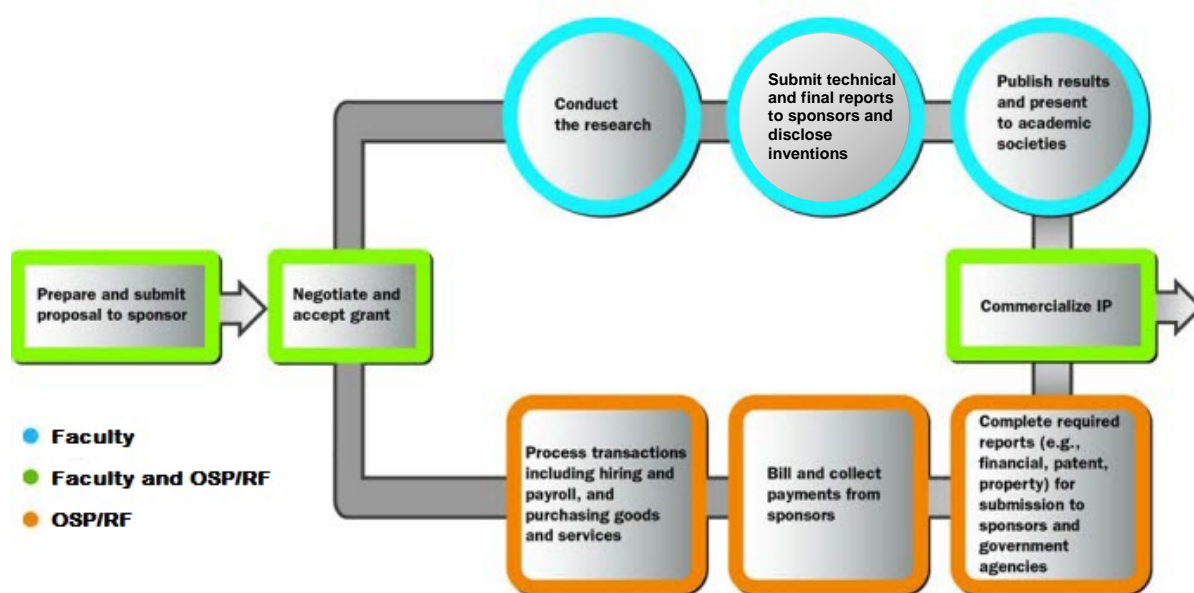 Conduct
the research
Submit technical
and final reports
to sponsors and
disclose
inventions
Publish results
and present
to academic
societies
Prepare and submit
proposal to sponsor
Negotiate and
accept grant
Commercialize IP
Faculty
Faculty and OSP/RF
OSP/RF
Process transactions
including hiring and
payroll, and
purchasing goods
and services
Bill and collect
payments from
sponsors
Complete required
reports (e.g.,
financial, patent,
property) for
submission to
sponsors and
government
agencies